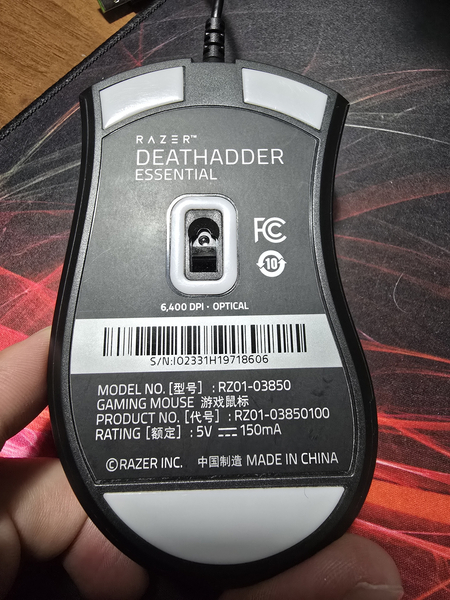 RAZER™
DEATHADDER
ESSENTIAL
FC
10
6,400 DPI · OPTICAL
S/N:IO2331H19718606
MODEL NO. [型号] : RZ01-03850
GAMING MOUSE 游戏鼠标
PRODUCT NO. [代号] : RZ01-03850100
RATING [额定] : 5V ⎓ 150mA
©RAZER INC. 中国制造 MADE IN CHINA